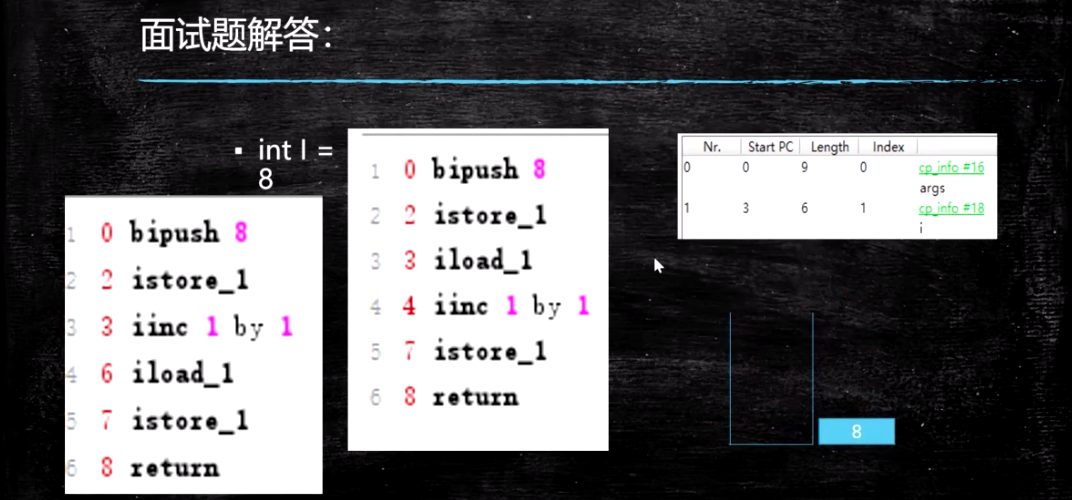 面试题解答：
▪ int l =
8
1 0 bipush 8
2 2 istore_1
3 3 iinc 1 by 1
4 6 iload_1
5 7 istore_1
6 8 return
1 0 bipush 8
2 2 istore_1
3 3 iload_1
4 4 iinc 1 by 1
5 7 istore_1
6 8 return
Nr. Start PC Length Index
0 0 9 0 cp_info #16
args
1 3 6 1 cp_info #18
i
8